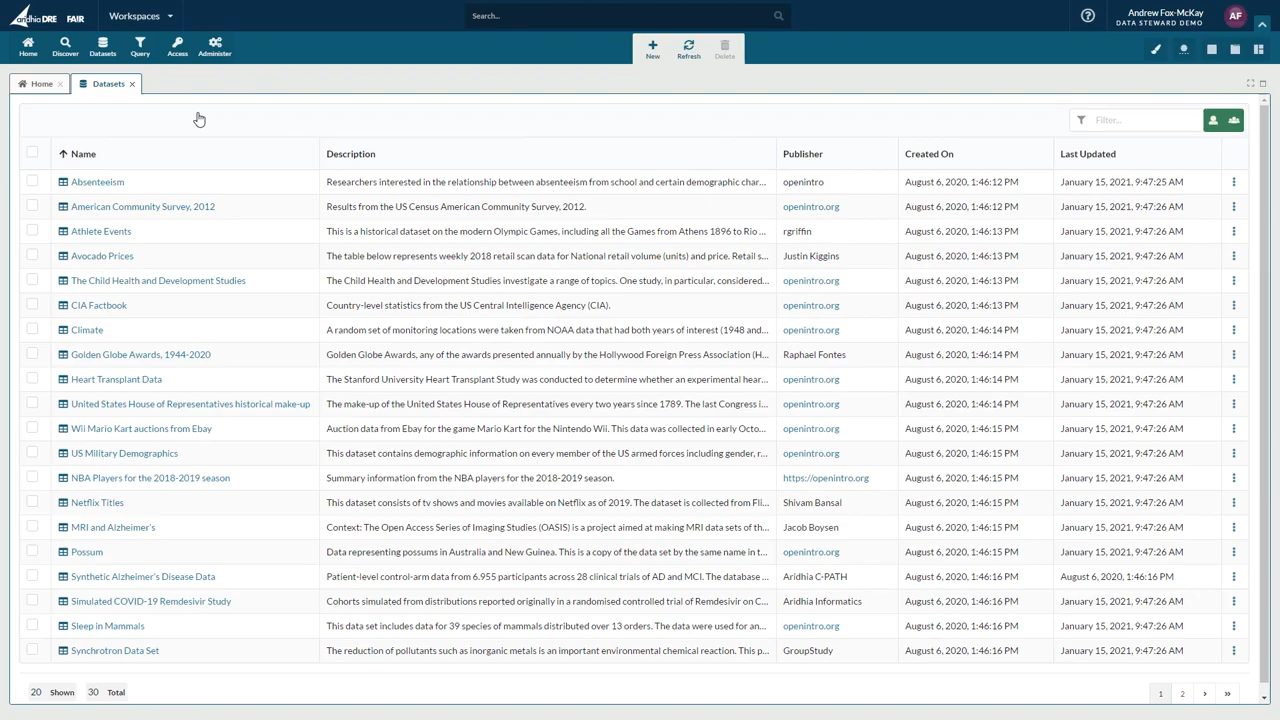 aridhia DRE FAIR Workspaces Search... Andrew Fox-McKay AF
DATA STEWARD DEMO
Home Discover Datasets Query Access Administer New Refresh Delete
Home Datasets
Filter...
Name Description Publisher Created On Last Updated
Absenteeism Researchers interested in the relationship between absenteeism from school and certain demographic char... openintro August 6, 2020, 1:46:12 PM January 15, 2021, 9:47:25 AM
American Community Survey, 2012 Results from the US Census American Community Survey, 2012. openintro.org August 6, 2020, 1:46:12 PM January 15, 2021, 9:47:26 AM
Athlete Events This is a historical dataset on the modern Olympic Games, including all the Games from Athens 1896 to Rio ... rgriffin August 6, 2020, 1:46:13 PM January 15, 2021, 9:47:26 AM
Avocado Prices The table below represents weekly 2018 retail scan data for National retail volume (units) and price. Retail s... Justin Kiggins August 6, 2020, 1:46:13 PM January 15, 2021, 9:47:26 AM
The Child Health and Development Studies The Child Health and Development Studies investigate a range of topics. One study, in particular, considered... openintro.org August 6, 2020, 1:46:13 PM January 15, 2021, 9:47:26 AM
CIA Factbook Country-level statistics from the US Central Intelligence Agency (CIA). openintro.org August 6, 2020, 1:46:13 PM January 15, 2021, 9:47:26 AM
Climate A random set of monitoring locations were taken from NOAA data that had both years of interest (1948 and... openintro.org August 6, 2020, 1:46:14 PM January 15, 2021, 9:47:26 AM
Golden Globe Awards, 1944-2020 Golden Globe Awards, any of the awards presented annually by the Hollywood Foreign Press Association (H... Raphael Fontes August 6, 2020, 1:46:14 PM January 15, 2021, 9:47:26 AM
Heart Transplant Data The Stanford University Heart Transplant Study was conducted to determine whether an experimental hear... openintro.org August 6, 2020, 1:46:14 PM January 15, 2021, 9:47:26 AM
United States House of Representatives historical make-up The make-up of the United States House of Representatives every two years since 1789. The last Congress i... openintro.org August 6, 2020, 1:46:14 PM January 15, 2021, 9:47:26 AM
Wii Mario Kart auctions from Ebay Auction data from Ebay for the game Mario Kart for the Nintendo Wii. This data was collected in early Octo... openintro.org August 6, 2020, 1:46:14 PM January 15, 2021, 9:47:26 AM
US Military Demographics This dataset contains demographic information on every member of the US armed forces including gender, r... openintro.org August 6, 2020, 1:46:15 PM January 15, 2021, 9:47:26 AM
NBA Players for the 2018-2019 season Summary information from the NBA players for the 2018-2019 season. https://openintro.org August 6, 2020, 1:46:15 PM January 15, 2021, 9:47:26 AM
Netflix Titles This dataset consists of tv shows and movies available on Netflix as of 2019. The dataset is collected from Fli... Shivam Bansal August 6, 2020, 1:46:15 PM January 15, 2021, 9:47:26 AM
MRI and Alzheimer's Context: The Open Access Series of Imaging Studies (OASIS) is a project aimed at making MRI data sets of th... Jacob Boysen August 6, 2020, 1:46:15 PM January 15, 2021, 9:47:26 AM
Possum Data representing possums in Australia and New Guinea. This is a copy of the data set by the same name in t... openintro.org August 6, 2020, 1:46:15 PM January 15, 2021, 9:47:26 AM
Synthetic Alzheimer's Disease Data Patient-level control-arm data from 6.955 participants across 28 clinical trials of AD and MCI. The database ... Aridhia C-PATH August 6, 2020, 1:46:16 PM August 6, 2020, 1:46:16 PM
Simulated COVID-19 Remdesivir Study Cohorts simulated from distributions reported originally in a randomised controlled trial of Remdesivir on C... Aridhia Informatics August 6, 2020, 1:46:16 PM January 15, 2021, 9:47:26 AM
Sleep in Mammals This data set includes data for 39 species of mammals distributed over 13 orders. The data were used for an... openintro.org August 6, 2020, 1:46:16 PM January 15, 2021, 9:47:26 AM
Synchrotron Data Set The reduction of pollutants such as inorganic metals is an important environmental chemical reaction. This p... GroupStudy August 6, 2020, 1:46:16 PM January 15, 2021, 9:47:26 AM
20 Shown 30 Total 1 2 › »